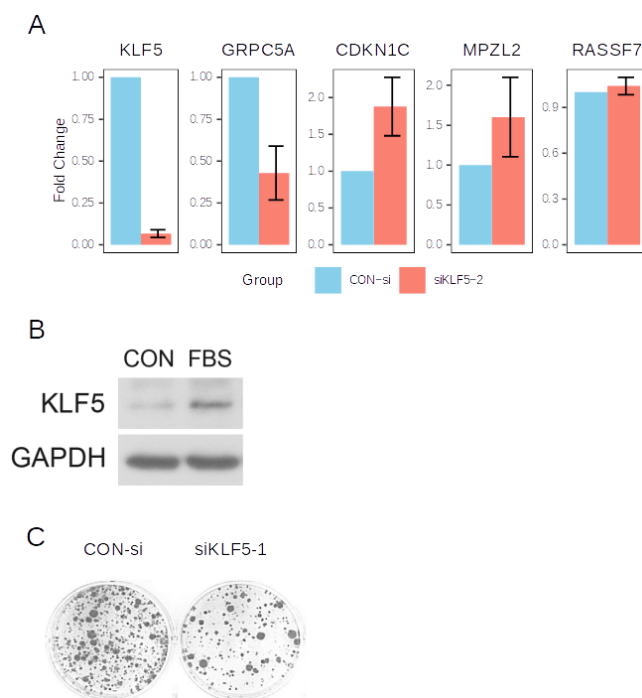 A
KLF5 GRPC5A CDKN1C MPZL2 RASSF7
Fold Change
1.00 0.75 0.50 0.25 0.00
1.00 0.75 0.50 0.25 0.00
2.0 1.5 1.0 0.5 0.0
2.0 1.5 1.0 0.5 0.0
0.9 0.6 0.3 0.0
Group CON-si siKLF5-2
B
CON FBS
KLF5
GAPDH
C
CON-si siKLF5-1